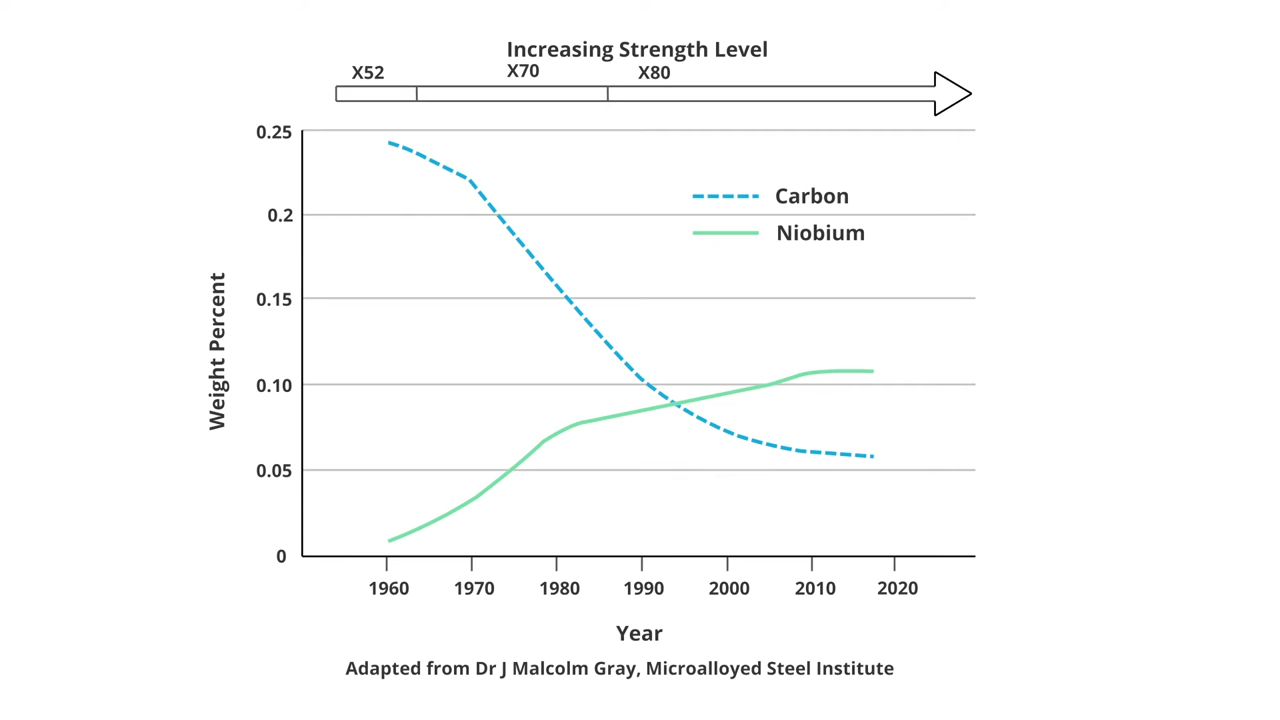 Increasing Strength Level
X52 X70 X80
0.25
0.2
0.15
0.10
0.05
0
Weight Percent
Carbon
Niobium
1960 1970 1980 1990 2000 2010 2020
Year
Adapted from Dr J Malcolm Gray, Microalloyed Steel Institute